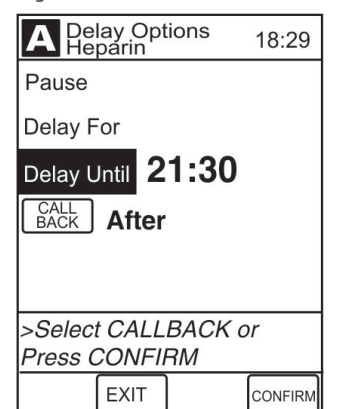 A Delay Options 18:29
Heparin
Pause
Delay For
Delay Until 21:30
CALL BACK After
>Select CALLBACK or
Press CONFIRM
EXIT CONFIRM